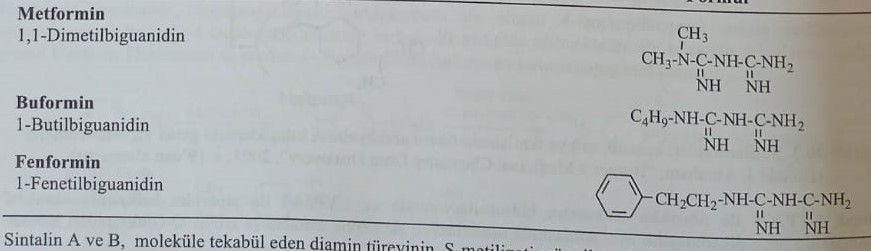 Metformin
1,1-Dimetilbiguanidin
CH3
CH3-N-C-NH-C-NH2
NH NH
Buformin
1-Butilbiguanidin
C4H9-NH-C-NH-C-NH2
NH NH
Fenformin
1-Fenetilbiguanidin
-CH2CH2-NH-C-NH-C-NH2
NH NH
Sintalin A ve B, moleküle tekabül eden diamin türevinin